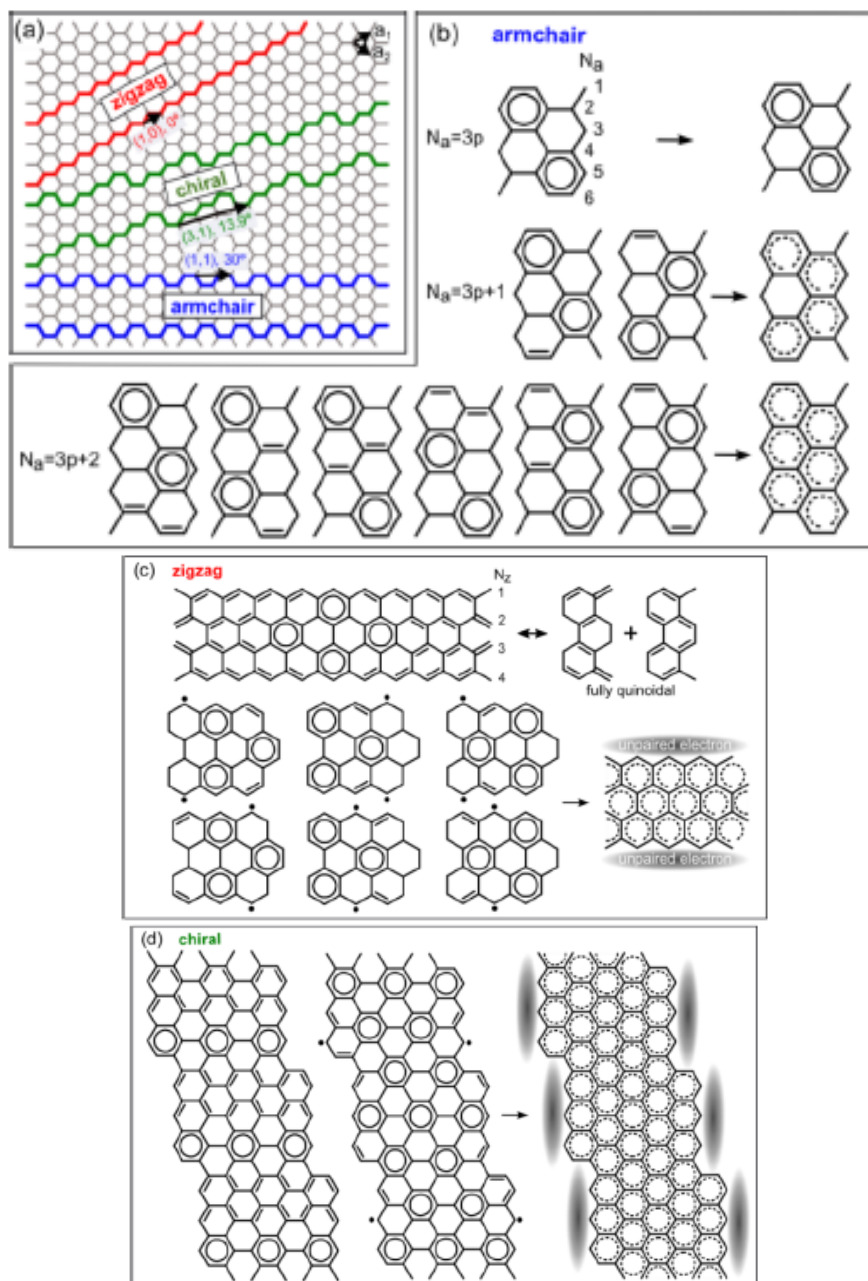 (a)
a1
a2
zigzag
(1,0), 0°
chiral
(3,1), 13.9°
(1,1), 30°
armchair
(b) armchair
Na
1
2
Na=3p
3
4
5
6
Na=3p+1
Na=3p+2
(c) zigzag
Nz
1
2
3
4
+
fully quinoidal
unpaired electron
unpaired electron
(d) chiral